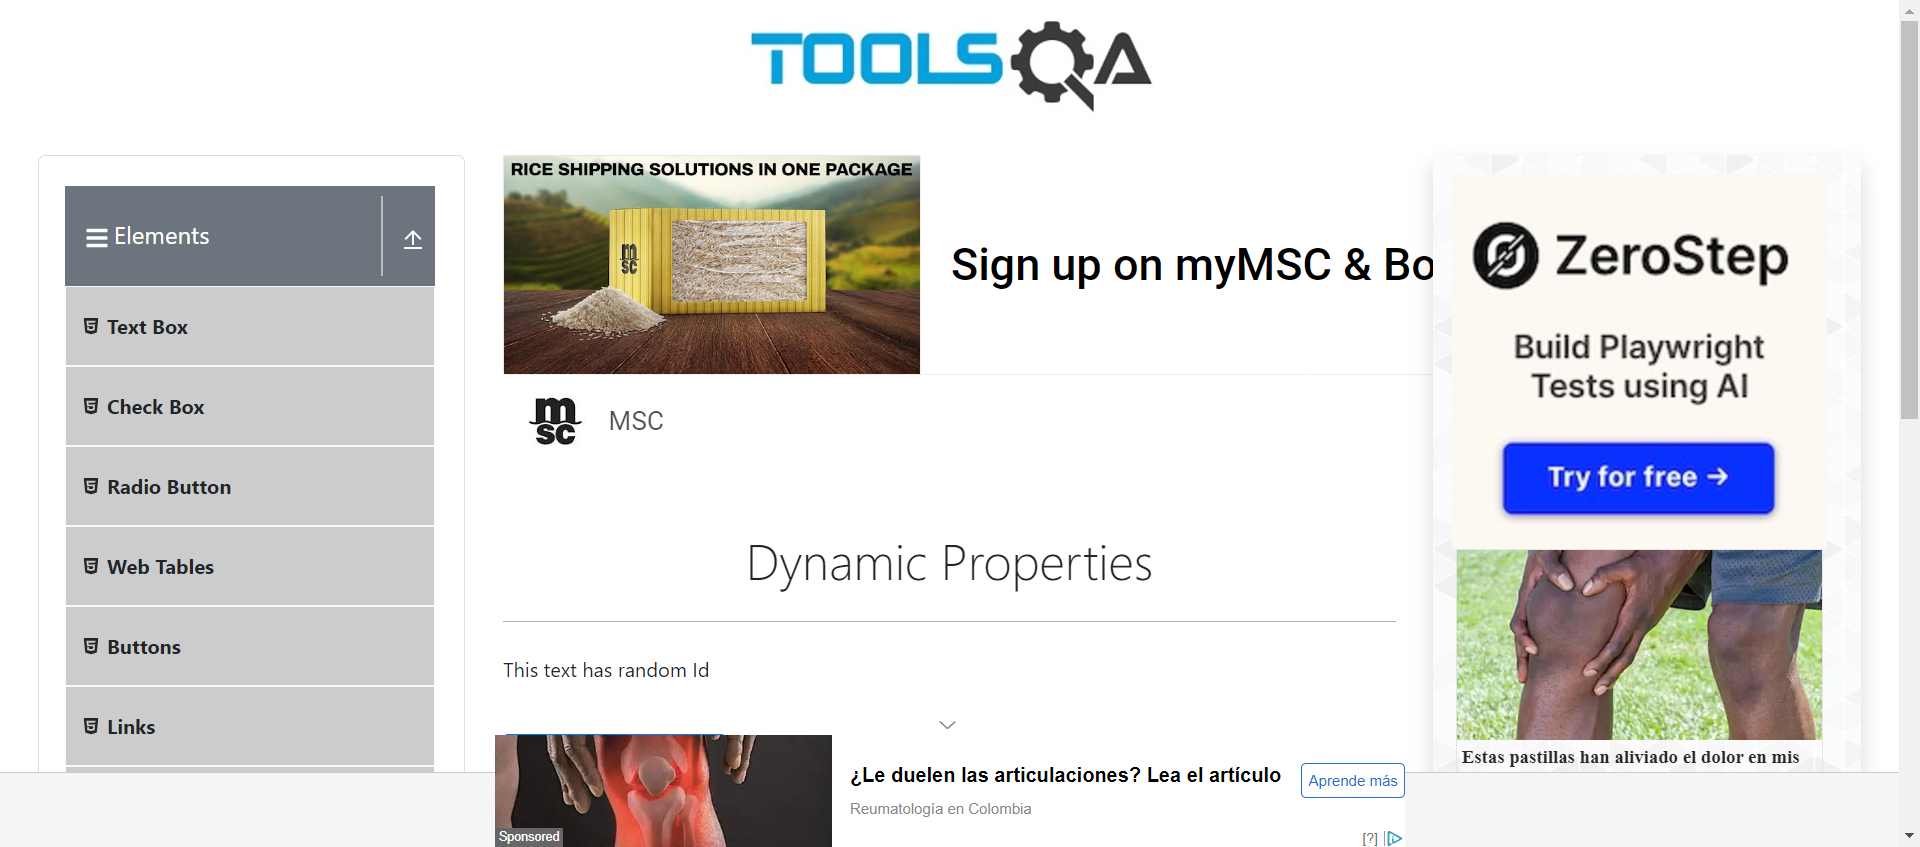 TOOLSQA
Elements
Text Box
Check Box
Radio Button
Web Tables
Buttons
Links
RICE SHIPPING SOLUTIONS IN ONE PACKAGE
msc
Sign up on myMSC & Bo
msc
MSC
Dynamic Properties
This text has random Id
ZeroStep
Build Playwright
Tests using AI
Try for free →
Estas pastillas han aliviado el dolor en mis
¿Le duelen las articulaciones? Lea el artículo
Reumatología en Colombia
Aprende más
Sponsored
[?]